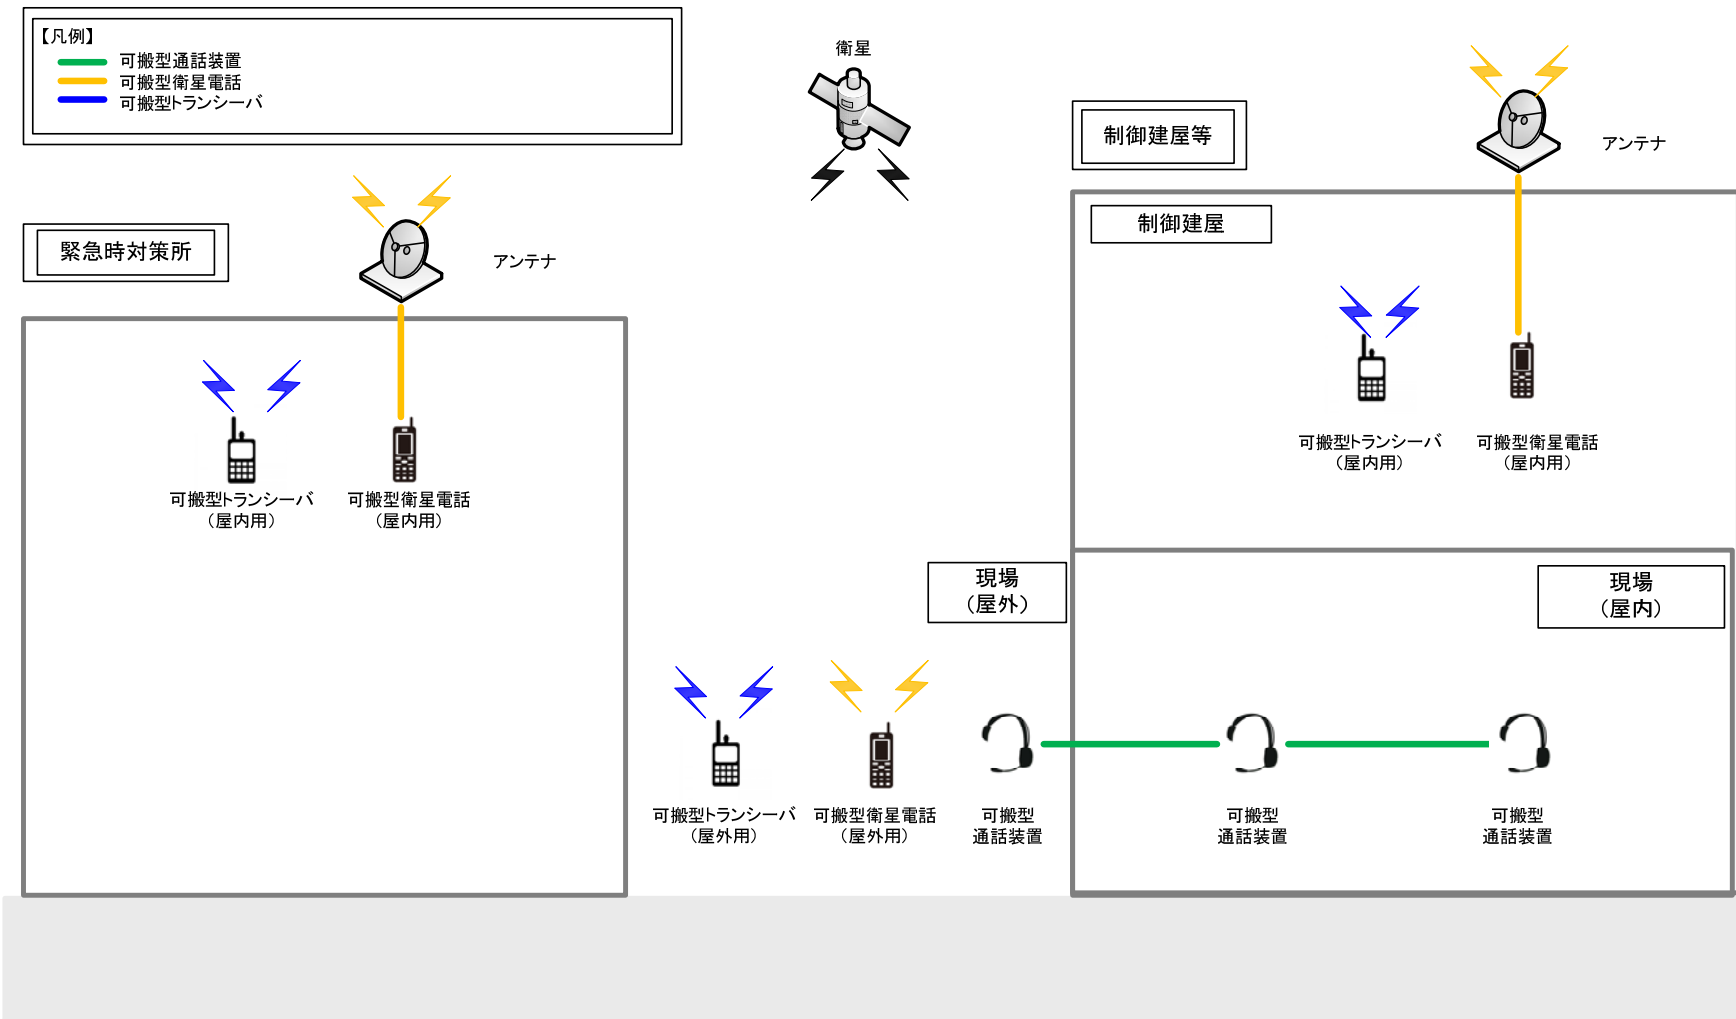 【凡例】
可搬型通話装置
可搬型衛星電話
可搬型トランシーバ
衛星
制御建屋等
アンテナ
制御建屋
緊急時対策所
アンテナ
可搬型トランシーバ
（屋内用）
可搬型衛星電話
（屋内用）
可搬型トランシーバ
（屋内用）
可搬型衛星電話
（屋内用）
現場
（屋外）
現場
（屋内）
可搬型トランシーバ
（屋外用）
可搬型衛星電話
（屋外用）
可搬型
通話装置
可搬型
通話装置
可搬型
通話装置